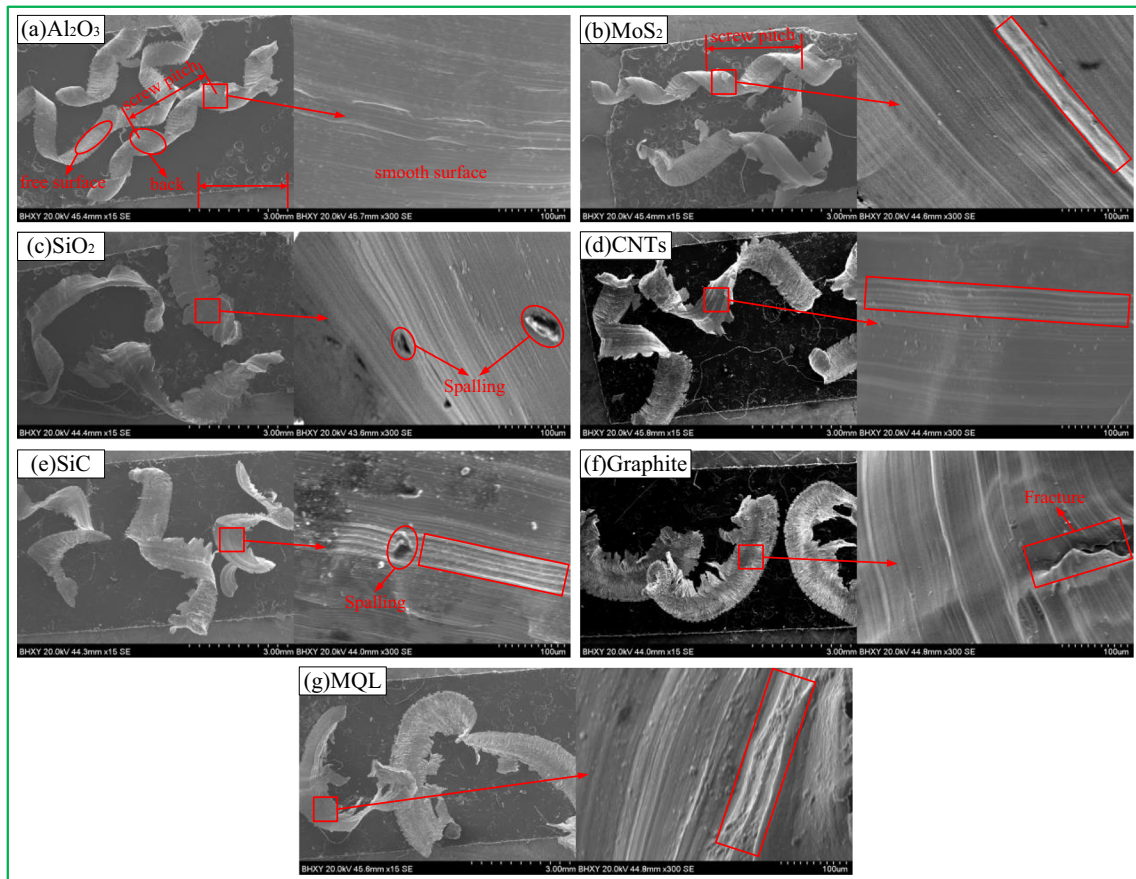 (a)Al₂O₃
screw pitch
free surface
back
smooth surface
BHXY 20.0kV 45.4mm x15 SE
3.00mm
BHXY 20.0kV 45.7mm x300 SE
100um
(b)MoS₂
screw pitch
BHXY 20.0kV 45.4mm x15 SE
3.00mm
BHXY 20.0kV 44.6mm x300 SE
100um
(c)SiO₂
Spalling
BHXY 20.0kV 44.4mm x15 SE
3.00mm
BHXY 20.0kV 43.6mm x300 SE
100um
(d)CNTs
BHXY 20.0kV 45.8mm x15 SE
3.00mm
BHXY 20.0kV 44.4mm x300 SE
100um
(e)SiC
Spalling
BHXY 20.0kV 44.3mm x15 SE
3.00mm
BHXY 20.0kV 44.0mm x300 SE
100um
(f)Graphite
Fracture
BHXY 20.0kV 44.0mm x15 SE
3.00mm
BHXY 20.0kV 44.8mm x300 SE
100um
(g)MQL
BHXY 20.0kV 45.6mm x15 SE
3.00mm
BHXY 20.0kV 44.8mm x300 SE
100um